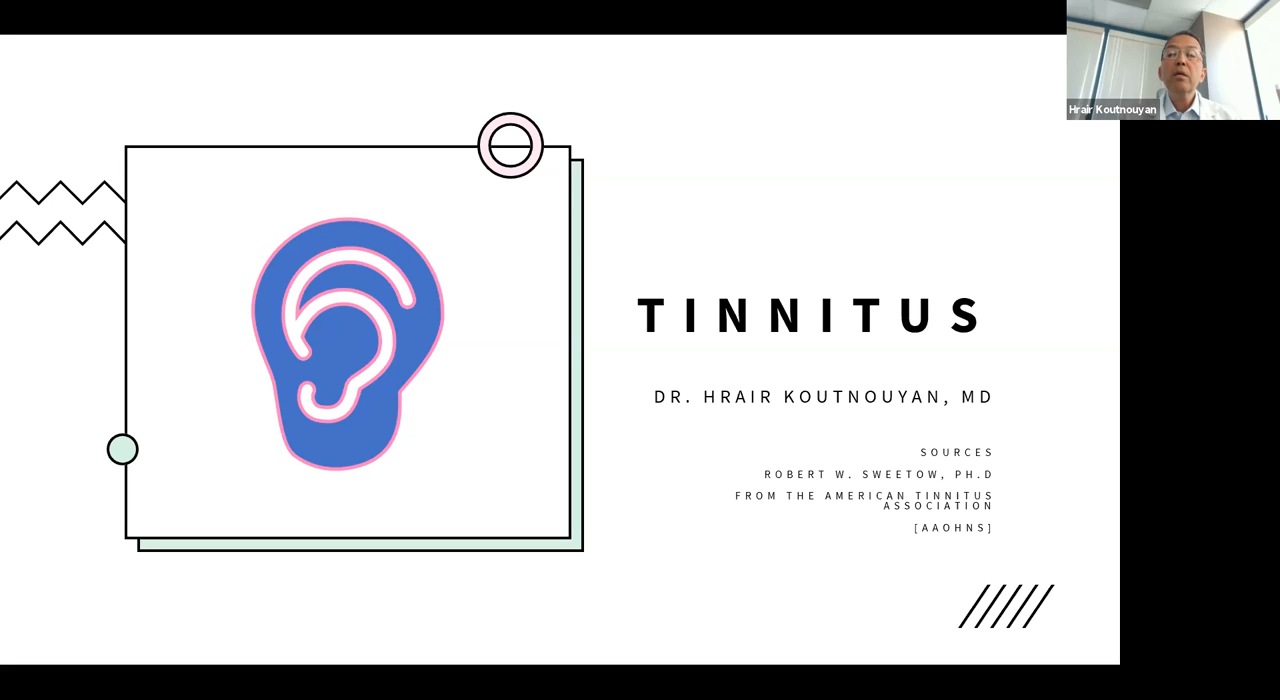 Hrair Koutnouyan
TINNITUS
DR. HRAIR KOUTNOUYAN, MD
SOURCES
ROBERT W. SWEETOW, PH.D
FROM THE AMERICAN TINNITUS
ASSOCIATION
[AAOHNS]